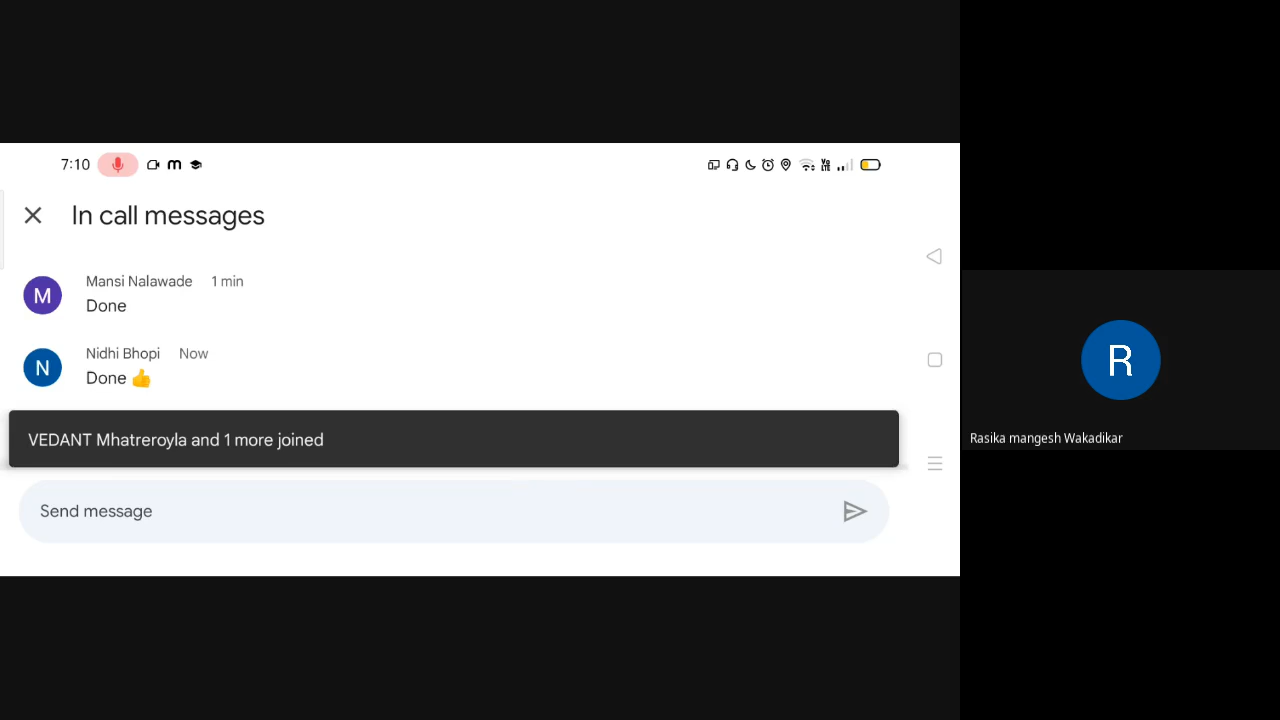 7:10
In call messages
M
Mansi Nalawade 1 min
Done
N
Nidhi Bhopi Now
Done 👍
VEDANT Mhatreroyla and 1 more joined
Send message
R
Rasika mangesh Wakadikar